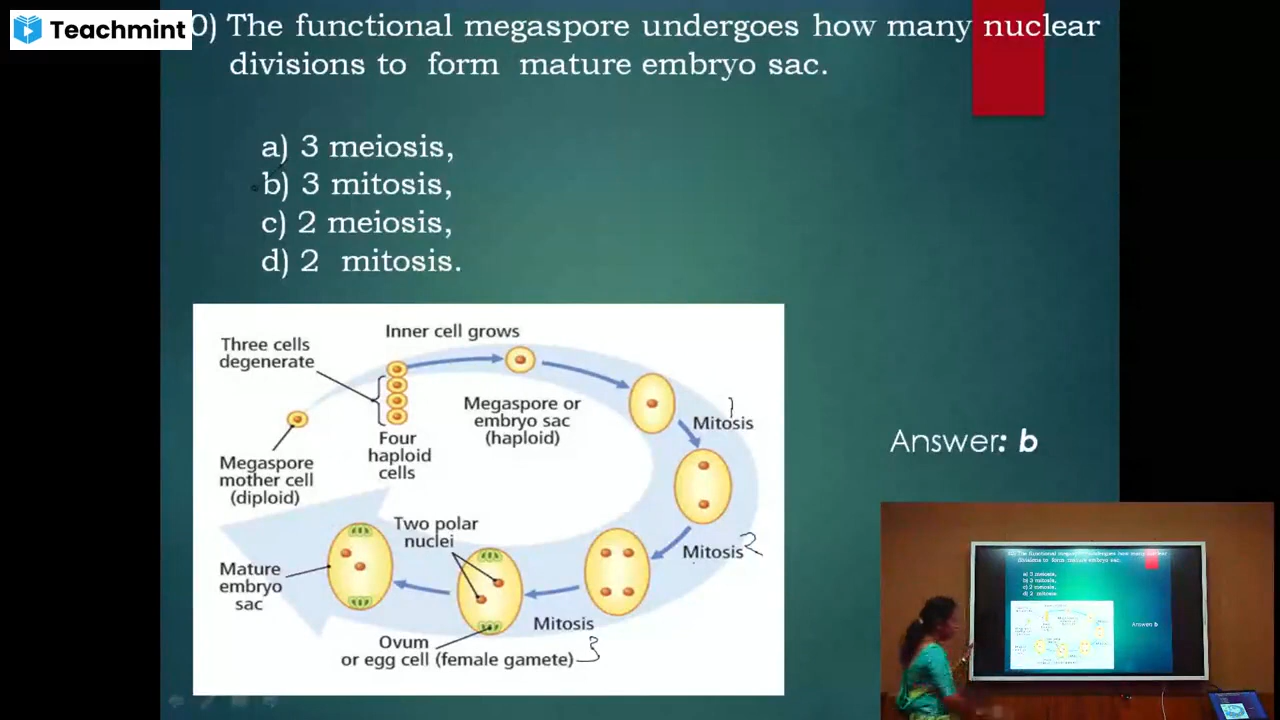 Teachmint
0) The functional megaspore undergoes how many nuclear
divisions to form mature embryo sac.
a) 3 meiosis,
b) 3 mitosis,
c) 2 meiosis,
d) 2 mitosis.
Inner cell grows
Three cells
degenerate
Megaspore or
embryo sac
(haploid)
1
Mitosis
Four
haploid
cells
Megaspore
mother cell
(diploid)
Answer: b
Two polar
nuclei
Mitosis 2
Mature
embryo
sac
Mitosis
Ovum
or egg cell (female gamete) 3